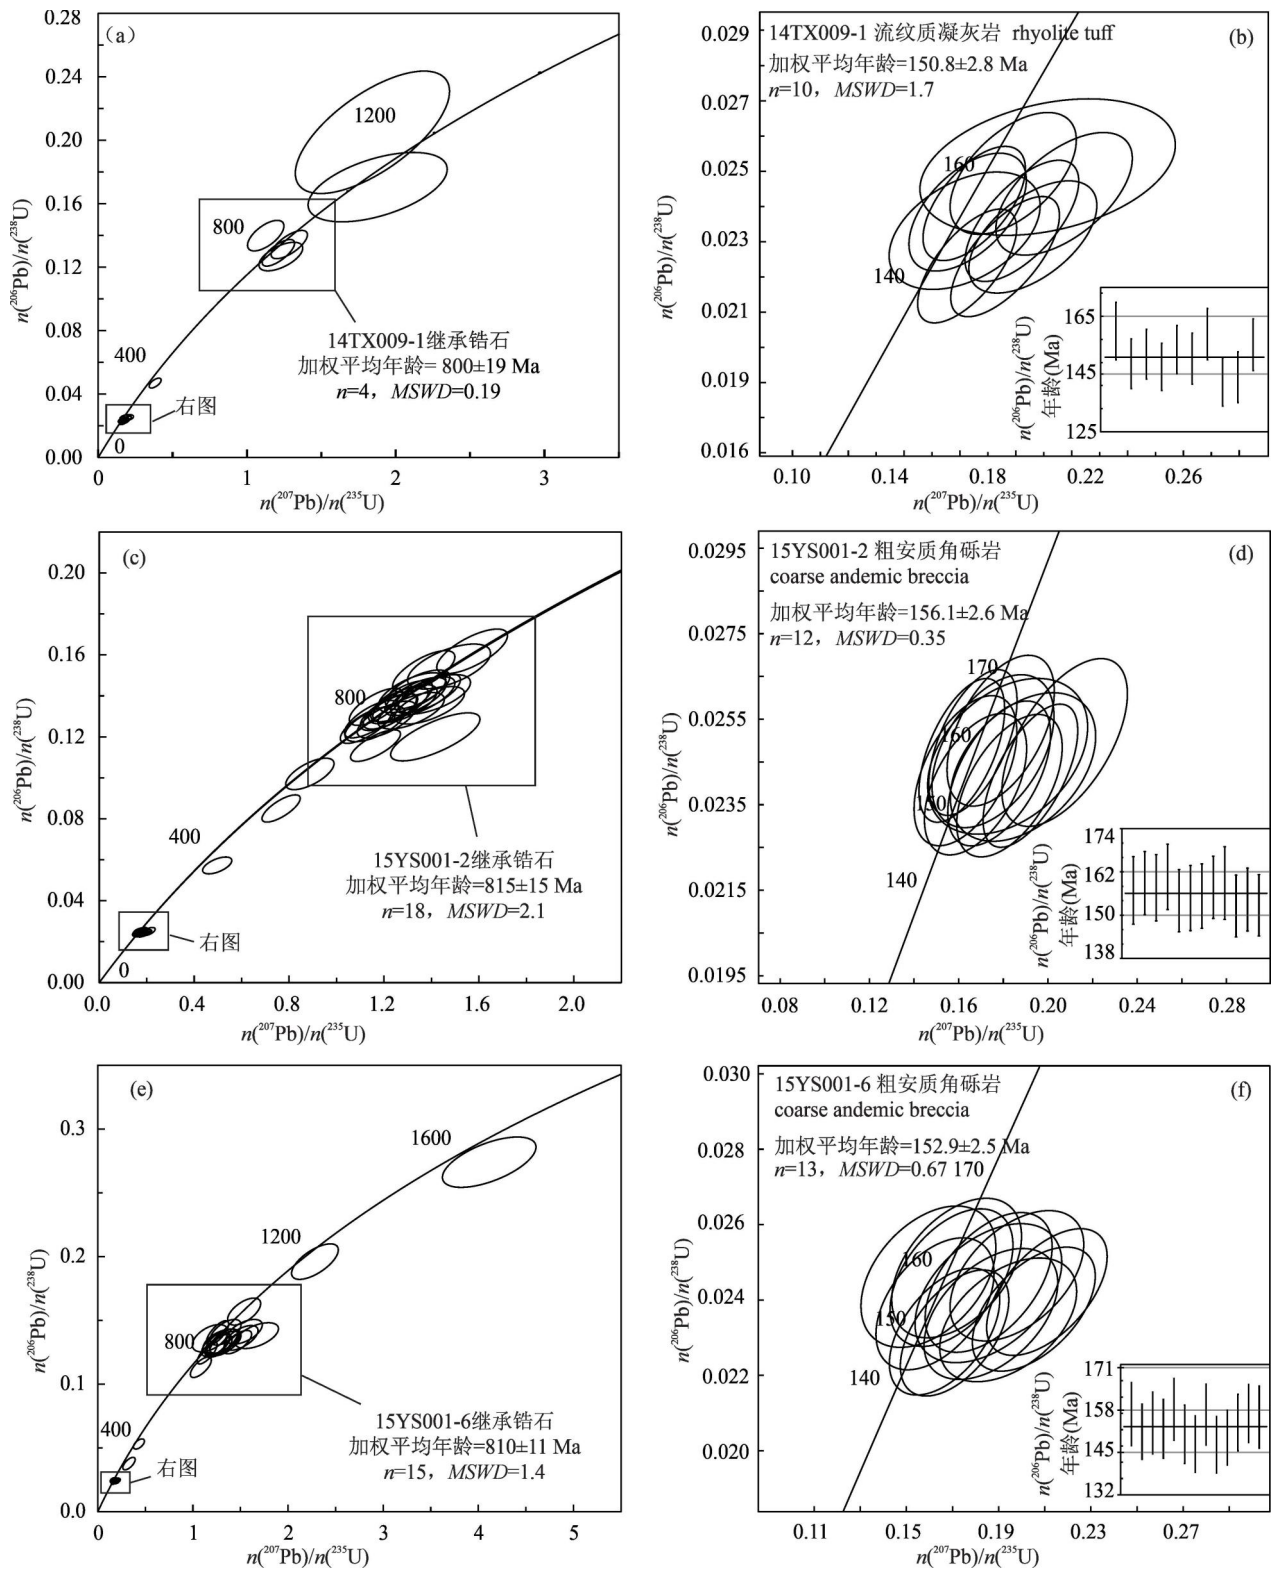 (a)
0.28
0.24
0.20
0.16
0.12
0.08
0.04
0.00
n(²⁰⁶Pb)/n(²³⁸U)
1200
800
400
0
14TX009-1继承锆石
加权平均年龄= 800±19 Ma
n=4，MSWD=0.19
右图
1 2 3
n(²⁰⁷Pb)/n(²³⁵U)
(b)
14TX009-1 流纹质凝灰岩 rhyolite tuff
加权平均年龄=150.8±2.8 Ma
n=10，MSWD=1.7
0.029
0.027
0.025
0.023
0.021
0.019
0.016
n(²⁰⁶Pb)/n(²³⁸U)
160
140
165
145
125
n(²⁰⁶Pb)/n(²³⁸U)
年龄(Ma)
0.10 0.14 0.18 0.22 0.26
n(²⁰⁷Pb)/n(²³⁵U)
(c)
0.20
0.16
0.12
0.08
0.04
0.00
n(²⁰⁶Pb)/n(²³⁸U)
800
400
0
15YS001-2继承锆石
加权平均年龄=815±15 Ma
n=18，MSWD=2.1
右图
0.0 0.4 0.8 1.2 1.6 2.0
n(²⁰⁷Pb)/n(²³⁵U)
(d)
15YS001-2 粗安质角砾岩
coarse andemic breccia
加权平均年龄=156.1±2.6 Ma
n=12，MSWD=0.35
0.0295
0.0275
0.0255
0.0235
0.0215
0.0195
n(²⁰⁶Pb)/n(²³⁸U)
170
160
150
140
174
162
150
138
n(²⁰⁶Pb)/n(²³⁸U)
年龄(Ma)
0.08 0.12 0.16 0.20 0.24 0.28
n(²⁰⁷Pb)/n(²³⁵U)
(e)
0.3
0.2
0.1
0.0
n(²⁰⁶Pb)/n(²³⁸U)
1600
1200
800
400
15YS001-6继承锆石
加权平均年龄=810±11 Ma
n=15，MSWD=1.4
右图
0 1 2 3 4 5
n(²⁰⁷Pb)/n(²³⁵U)
(f)
15YS001-6 粗安质角砾岩
coarse andemic breccia
加权平均年龄=152.9±2.5 Ma
n=13，MSWD=0.67 170
0.030
0.028
0.026
0.024
0.022
0.020
n(²⁰⁶Pb)/n(²³⁸U)
160
150
140
171
158
145
132
n(²⁰⁶Pb)/n(²³⁸U)
年龄(Ma)
0.11 0.15 0.19 0.23 0.27
n(²⁰⁷Pb)/n(²³⁵U)